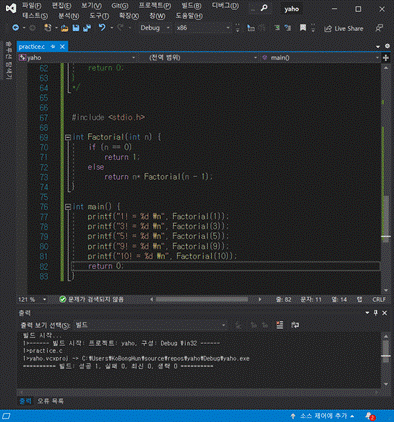 파일(F) 편집(E) 보기(V) Git(G) 프로젝트(P) 빌드(B) 디버그(D)
테스트(S) 분석(N) 도구(T) 확장(X) 창(W) 도움말(H) yaho
Debug x86 Live Share
솔루션 탐색기
practice.c
yaho (전역 범위) main()
62 return 0;
63 }
64 */
65
66
67 #include <stdio.h>
68
69 int Factorial(int n) {
70 if (n == 0)
71 return 1;
72 else
73 return n* Factorial(n - 1);
74 }
75
76 int main() {
77 printf("1! = %d ₩n", Factorial(1));
78 printf("3! = %d ₩n", Factorial(3));
79 printf("5! = %d ₩n", Factorial(5));
80 printf("9! = %d ₩n", Factorial(9));
81 printf("10! = %d ₩n", Factorial(10));
82 return 0;
83 }
121 % 문제가 검색되지 않음 줄: 82 문자: 11 열: 14 탭 CRLF
출력
출력 보기 선택(S): 빌드
빌드 시작...
1>------ 빌드 시작: 프로젝트: yaho, 구성: Debug Win32 ------
1>practice.c
1>yaho.vcxproj -> C:₩Users₩KoBongHun₩source₩repos₩yaho₩Debug₩yaho.exe
========== 빌드: 성공 1, 실패 0, 최신 0, 생략 0 ==========
출력 오류 목록
소스 제어에 추가